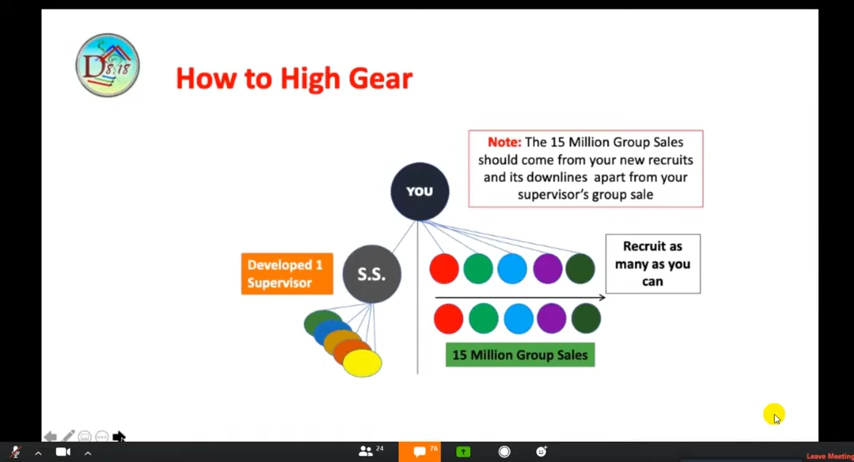 D 8:18
How to High Gear
Note: The 15 Million Group Sales
should come from your new recruits
and its downlines apart from your
supervisor's group sale
YOU
Developed 1
Supervisor
S.S.
Recruit as
many as you
can
15 Million Group Sales
24
76
Leave Meeting